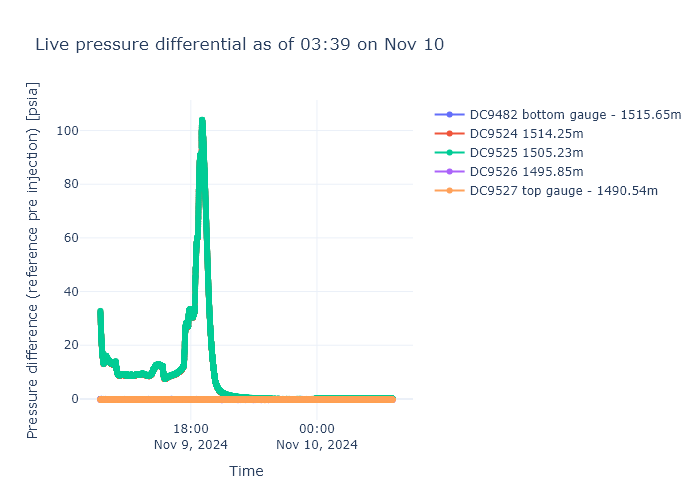 Live pressure differential as of 03:39 on Nov 10
Pressure difference (reference pre injection) [psia]
100
80
60
40
20
0
18:00
Nov 9, 2024
00:00
Nov 10, 2024
Time
DC9482 bottom gauge - 1515.65m
DC9524 1514.25m
DC9525 1505.23m
DC9526 1495.85m
DC9527 top gauge - 1490.54m